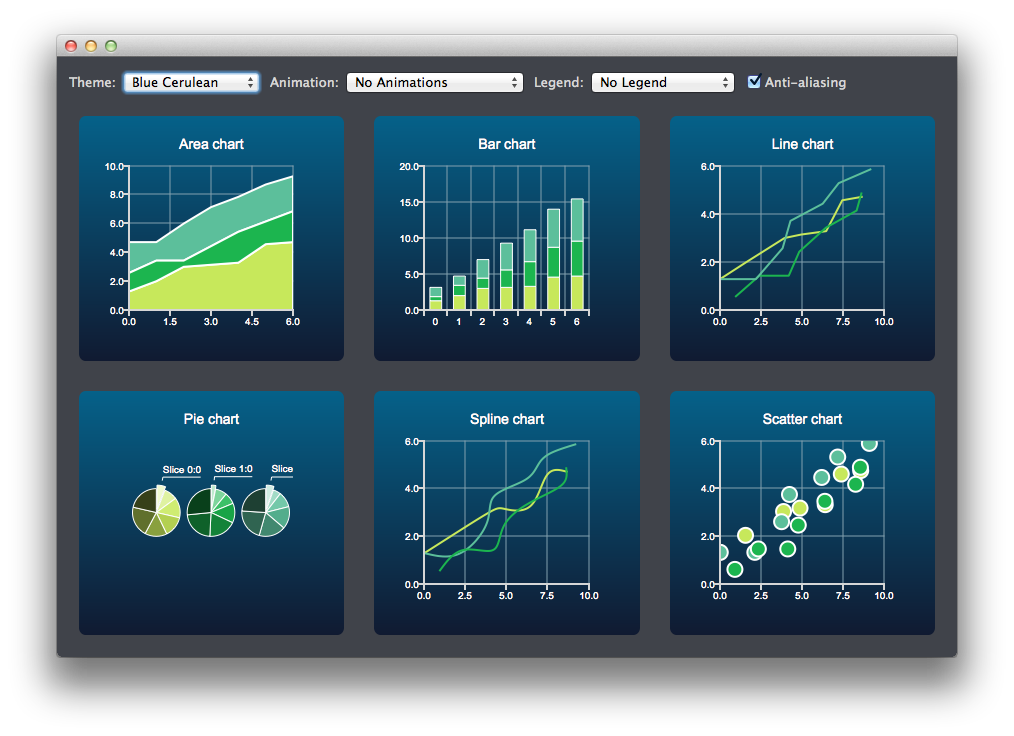 Theme: Blue Cerulean Animation: No Animations Legend: No Legend Anti-aliasing
Area chart
10.0
8.0
6.0
4.0
2.0
0.0
0.0 1.5 3.0 4.5 6.0
Bar chart
20.0
15.0
10.0
5.0
0.0
0 1 2 3 4 5 6
Line chart
6.0
4.0
2.0
0.0
0.0 2.5 5.0 7.5 10.0
Pie chart
Slice 0:0 Slice 1:0 Slice
Spline chart
6.0
4.0
2.0
0.0
0.0 2.5 5.0 7.5 10.0
Scatter chart
6.0
4.0
2.0
0.0
0.0 2.5 5.0 7.5 10.0